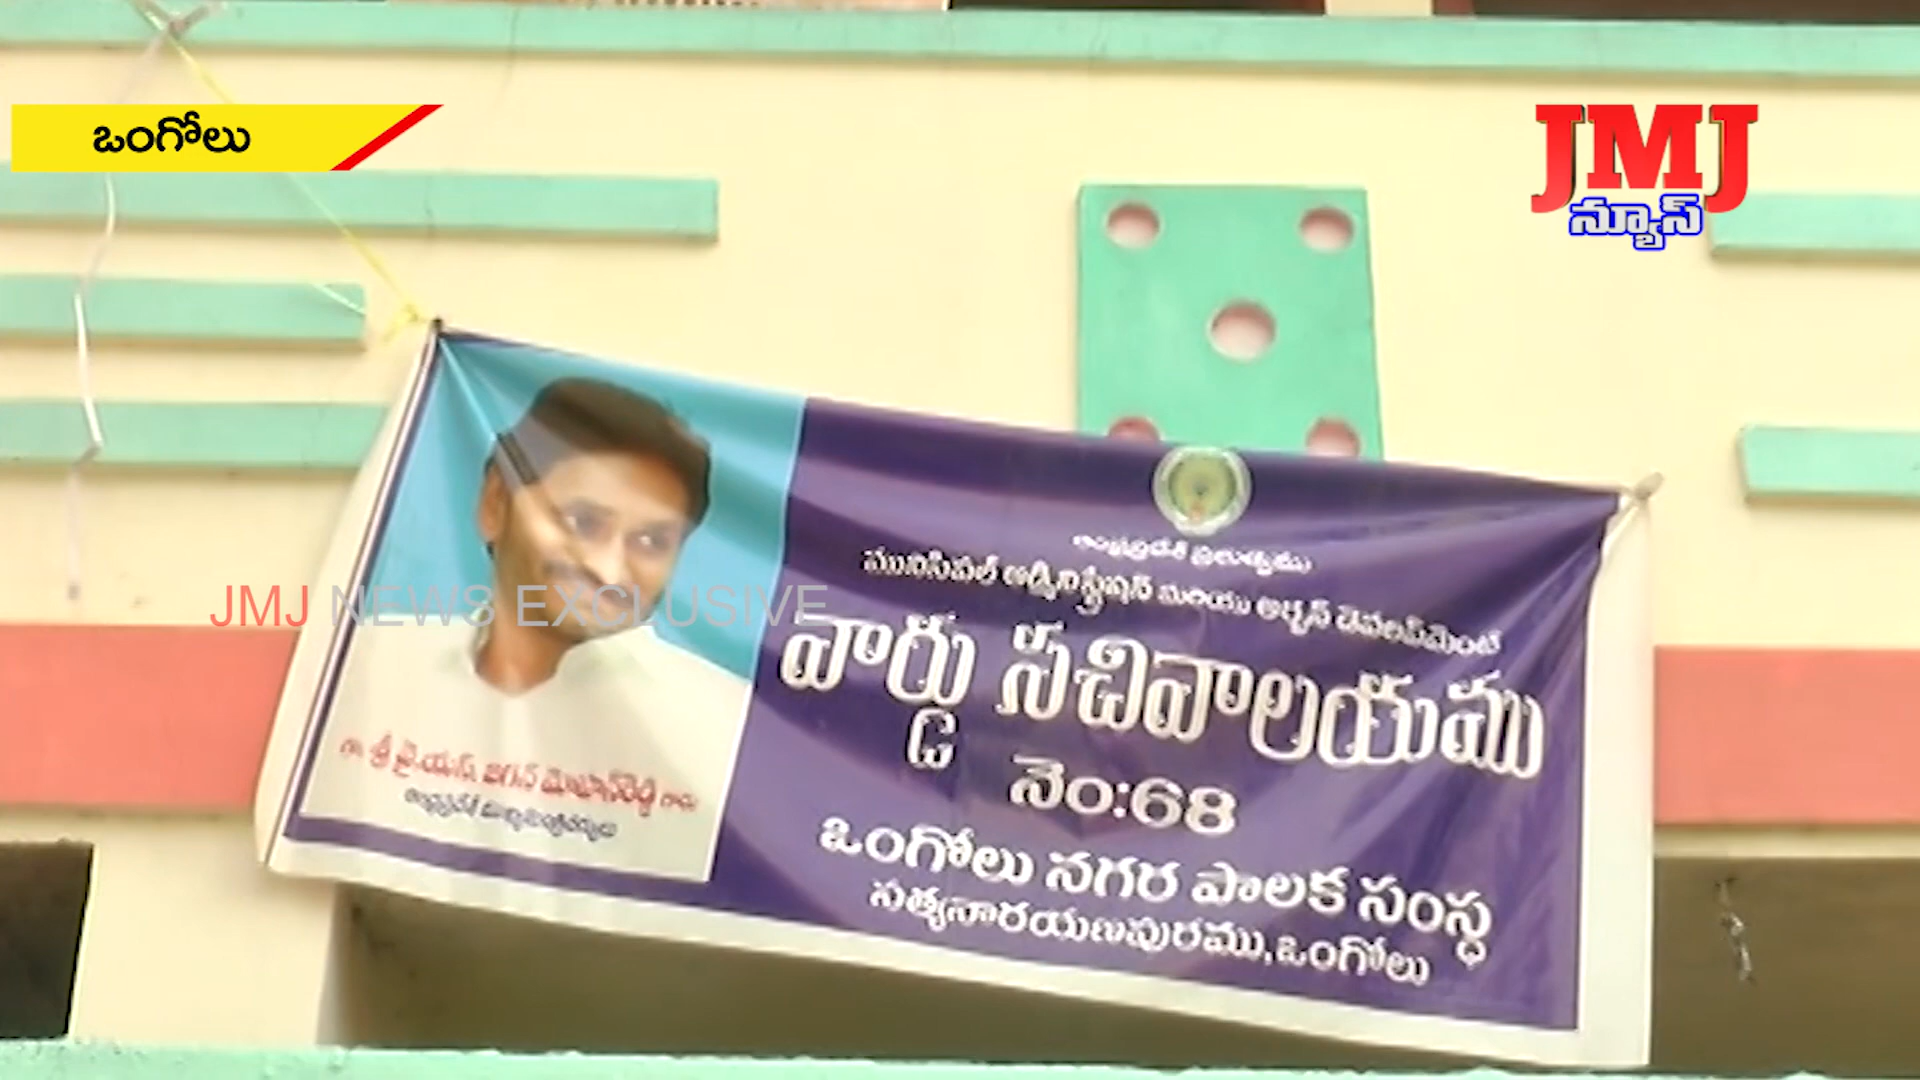 ఒంగోలు
JMJ
న్యూస్
JMJ NEWS EXCLUSIVE
ఆంధ్రప్రదేశ్ ప్రభుత్వము
మునిసిపల్ అడ్మినిస్ట్రేషన్ మరియు అర్బన్ డెవలప్‌మెంట్
వార్డు సచివాలయము
నెం:68
ఒంగోలు నగర పాలక సంస్థ
సత్యనారాయణపురము,ఒంగోలు
గౌ. శ్రీ వై.యస్. జగన్ మోహన్‌రెడ్డి గారు
ఆంధ్రప్రదేశ్ ముఖ్యమంత్రివర్యులు